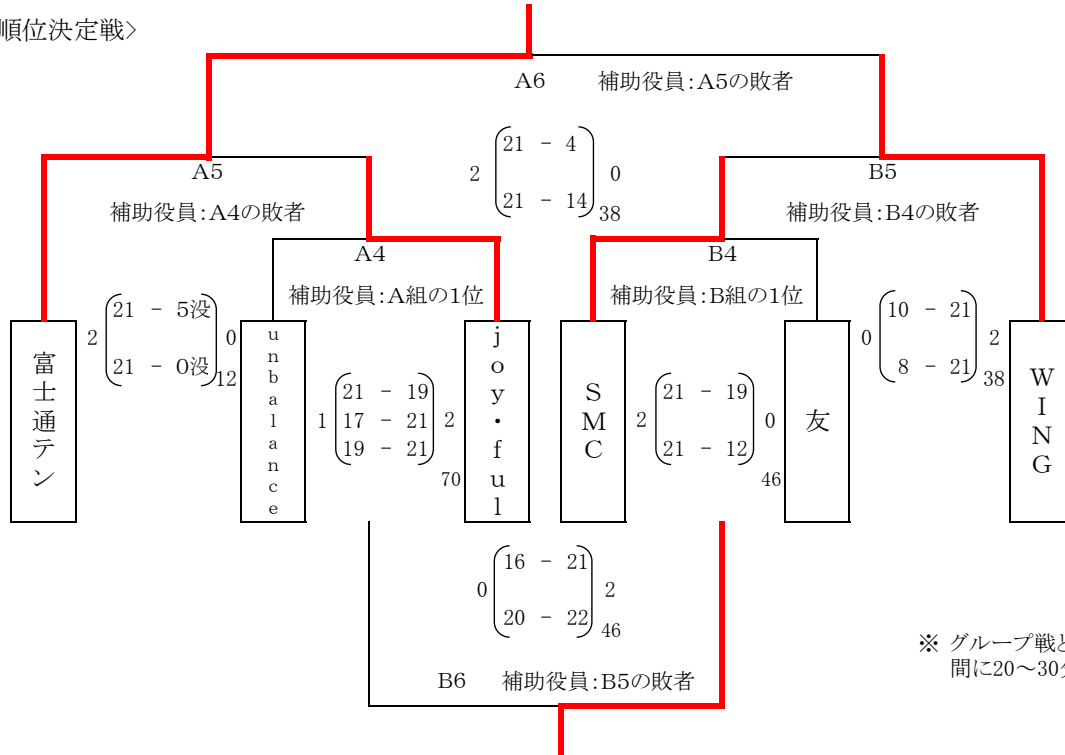 順位決定戦>
A6 補助役員:A5の敗者
2 21 - 4 0
21 - 14 38
A5
補助役員:A4の敗者
B5
補助役員:B4の敗者
A4
補助役員:A組の1位
B4
補助役員:B組の1位
2 21 - 5没 0
21 - 0没 12
0 10 - 21 2
8 - 21 38
富士通テン
unbalance
1 21 - 19 2
17 - 21
19 - 21
70
joy・ful
SMC
2 21 - 19 0
21 - 12
46
友
WING
0 16 - 21 2
20 - 22 46
B6 補助役員:B5の敗者
※ グループ戦と
間に20～30